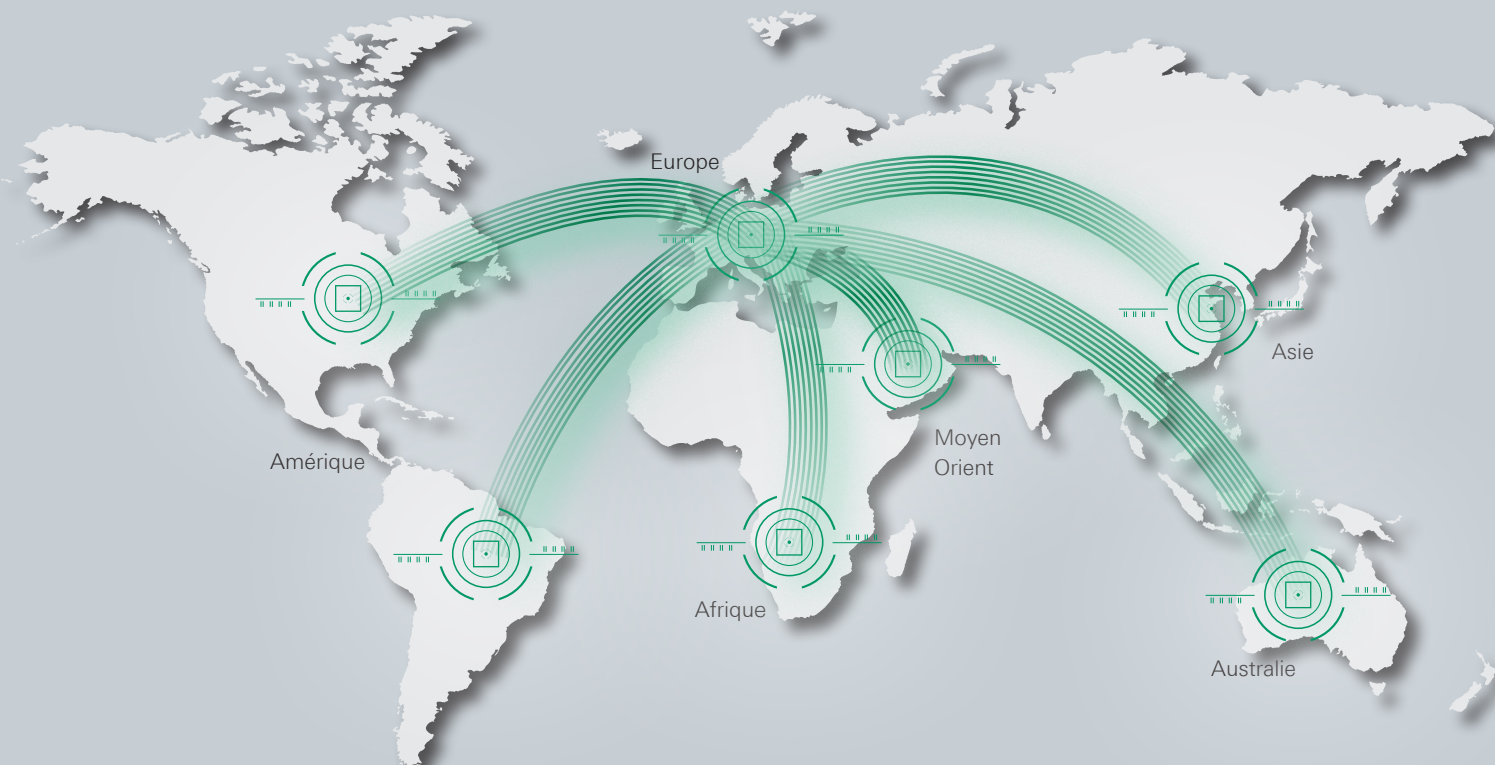 Europe
Asie
Moyen
Orient
Amérique
Afrique
Australie